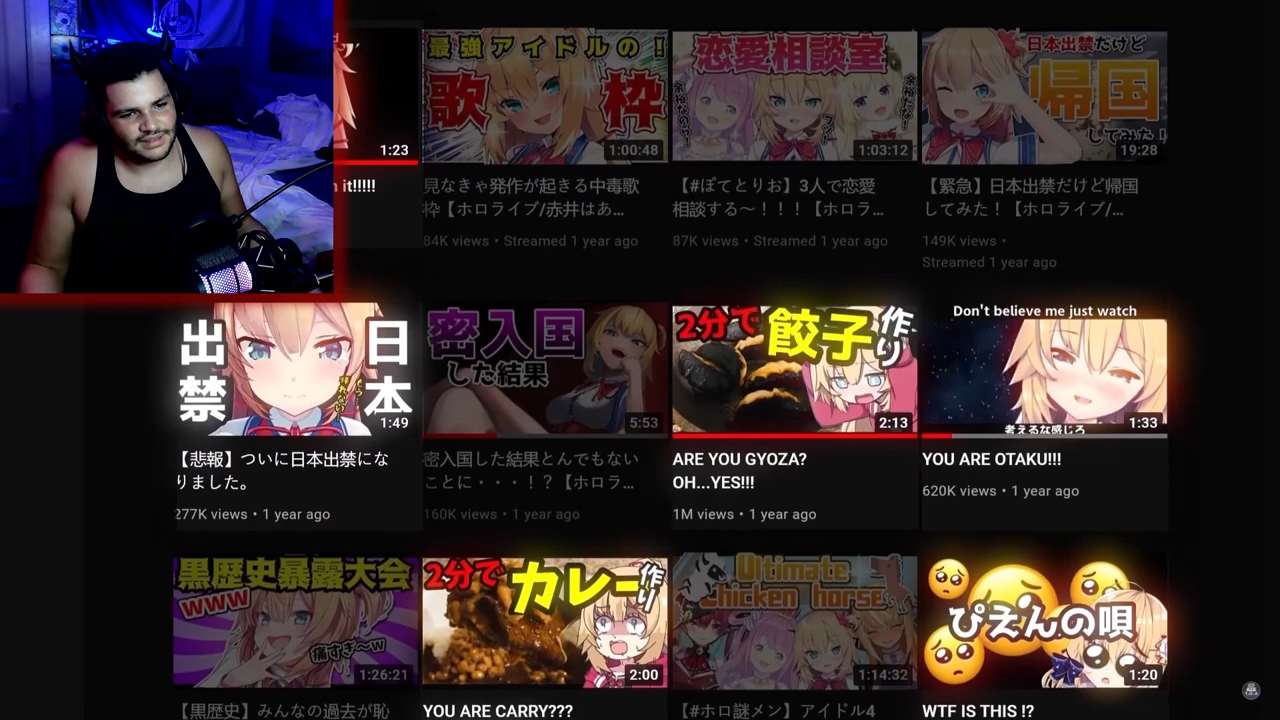 1:23
n it!!!!!
最強アイドルの!
歌
枠
1:00:48
見なきゃ発作が起きる中毒歌
枠【ホロライブ/赤井はあ...
84K views • Streamed 1 year ago
恋愛相談室
1:03:12
【#ぽてとりお】3人で恋愛
相談する〜！！！【ホロラ...
87K views • Streamed 1 year ago
日本出禁だけど
帰国
してみた!
19:28
【緊急】日本出禁だけど帰国
してみた！【ホロライブ/...
149K views •
Streamed 1 year ago
出禁
日本
1:49
【悲報】ついに日本出禁にな
りました。
277K views • 1 year ago
密入国
した結果
5:53
密入国した結果とんでもない
ことに・・・！？【ホロラ...
160K views • 1 year ago
2分で
餃子
作り
2:13
ARE YOU GYOZA?
OH...YES!!!
1M views • 1 year ago
Don't believe me just watch
考えるな感じろ
1:33
YOU ARE OTAKU!!!
620K views • 1 year ago
黒歴史暴露大会
www
痛すぎ〜w
1:26:21
【黒歴史】みんなの過去が恥
2分で
カレー
作り
2:00
YOU ARE CARRY???
Ultimate
Chicken horse
1:14:32
【#ホロ謎メン】アイドル4
ぴえんの唄
1:20
WTF IS THIS !?